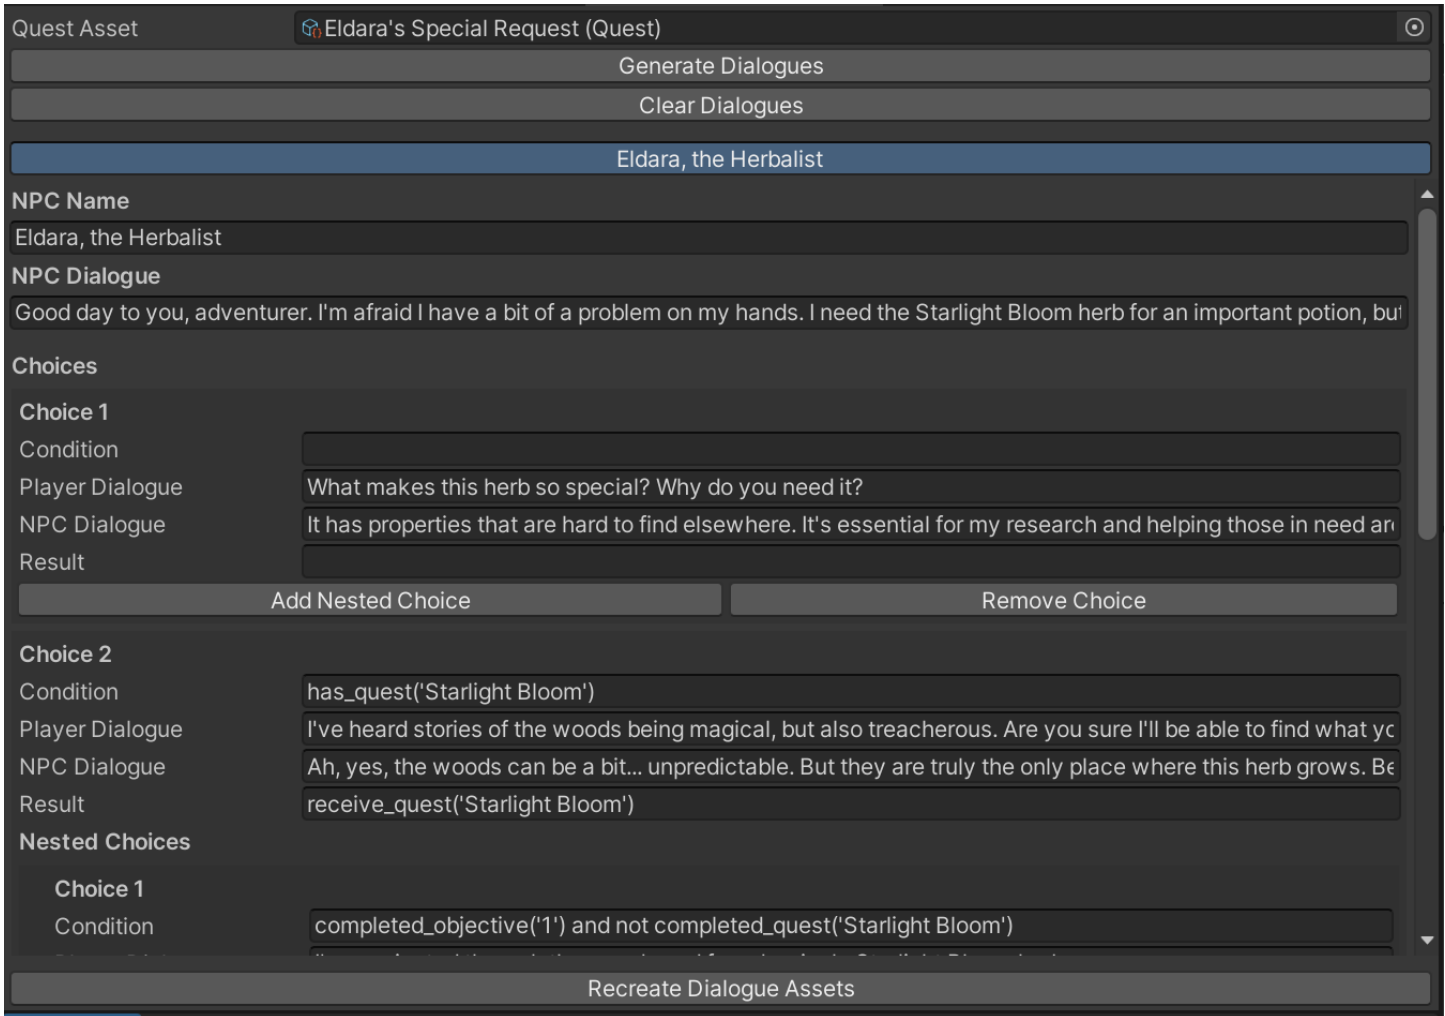 Quest Asset Eldara's Special Request (Quest)
Generate Dialogues
Clear Dialogues
Eldara, the Herbalist
NPC Name
Eldara, the Herbalist
NPC Dialogue
Good day to you, adventurer. I'm afraid I have a bit of a problem on my hands. I need the Starlight Bloom herb for an important potion, but
Choices
Choice 1
Condition
Player Dialogue What makes this herb so special? Why do you need it?
NPC Dialogue It has properties that are hard to find elsewhere. It's essential for my research and helping those in need
Result
Add Nested Choice Remove Choice
Choice 2
Condition has_quest('Starlight Bloom')
Player Dialogue I've heard stories of the woods being magical, but also treacherous. Are you sure I'll be able to find what
NPC Dialogue Ah, yes, the woods can be a bit... unpredictable. But they are truly the only place where this herb grows.
Result receive_quest('Starlight Bloom')
Nested Choices
Choice 1
Condition completed_objective('1') and not completed_quest('Starlight Bloom')
Recreate Dialogue Assets